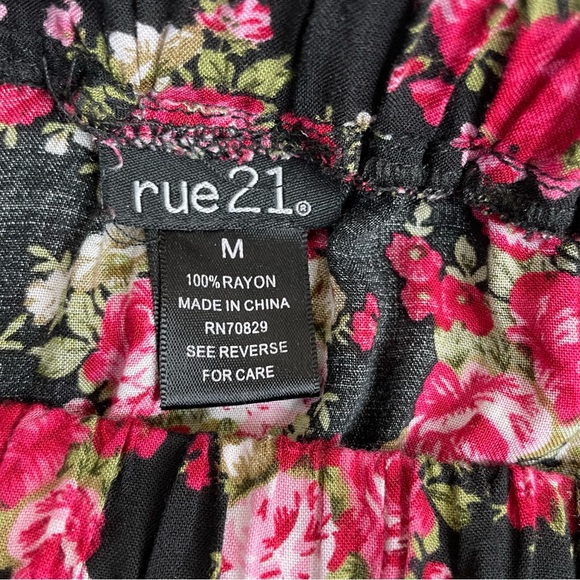 rue21®
M
100% RAYON
MADE IN CHINA
RN70829
SEE REVERSE
FOR CARE